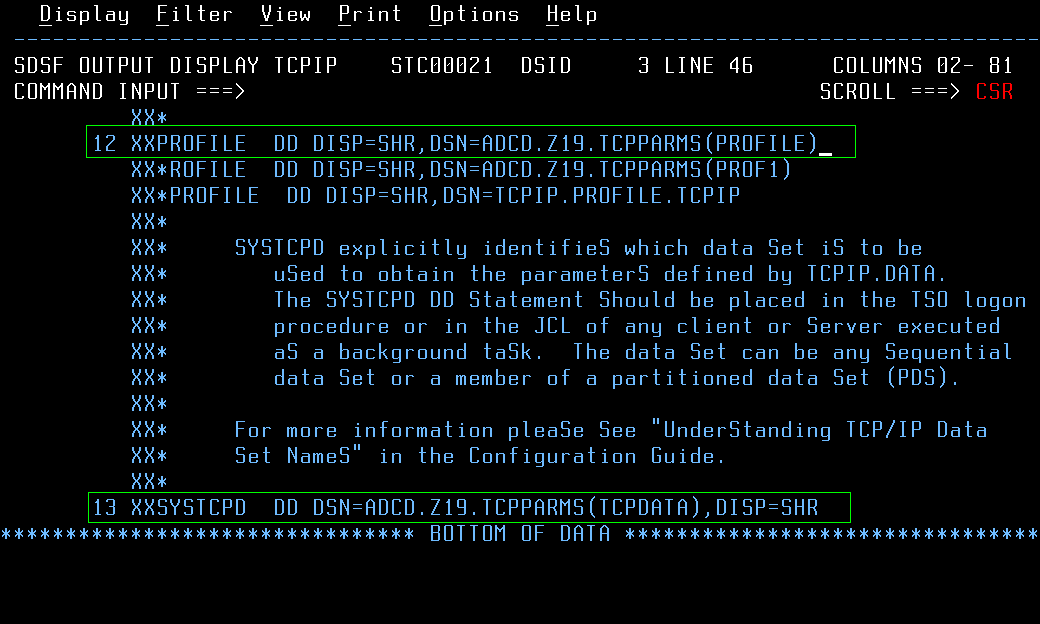 Display Filter View Print Options Help
-------------------------------------------------------------------------------
SDSF OUTPUT DISPLAY TCPIP    STC00021  DSID     3 LINE 46      COLUMNS 02- 81
COMMAND INPUT ===>                                            SCROLL ===> CSR
XX*
12 XXPROFILE  DD DISP=SHR,DSN=ADCD.Z19.TCPPARMS(PROFILE)_
XX*ROFILE  DD DISP=SHR,DSN=ADCD.Z19.TCPPARMS(PROF1)
XX*PROFILE  DD DISP=SHR,DSN=TCPIP.PROFILE.TCPIP
XX*
XX*     SYSTCPD explicitly identifieS which data Set iS to be
XX*        uSed to obtain the parameterS defined by TCPIP.DATA.
XX*        The SYSTCPD DD Statement Should be placed in the TSO logon
XX*        procedure or in the JCL of any client or Server executed
XX*        aS a background taSk.  The data Set can be any Sequential
XX*        data Set or a member of a partitioned data Set (PDS).
XX*
XX*     For more information pleaSe See "UnderStanding TCP/IP Data
XX*     Set NameS" in the Configuration Guide.
XX*
13 XXSYSTCPD  DD DSN=ADCD.Z19.TCPPARMS(TCPDATA),DISP=SHR
******************************** BOTTOM OF DATA ********************************